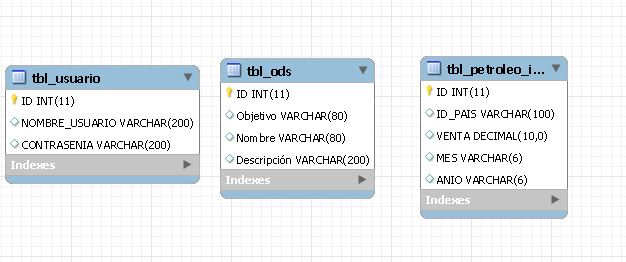 tbl_usuario
ID INT(11)
NOMBRE_USUARIO VARCHAR(200)
CONTRASENIA VARCHAR(200)
Indexes
tbl_ods
ID INT(11)
Objetivo VARCHAR(80)
Nombre VARCHAR(80)
Descripción VARCHAR(200)
Indexes
tbl_petroleo_i...
ID INT(11)
ID_PAIS VARCHAR(100)
VENTA DECIMAL(10,0)
MES VARCHAR(6)
ANIO VARCHAR(6)
Indexes